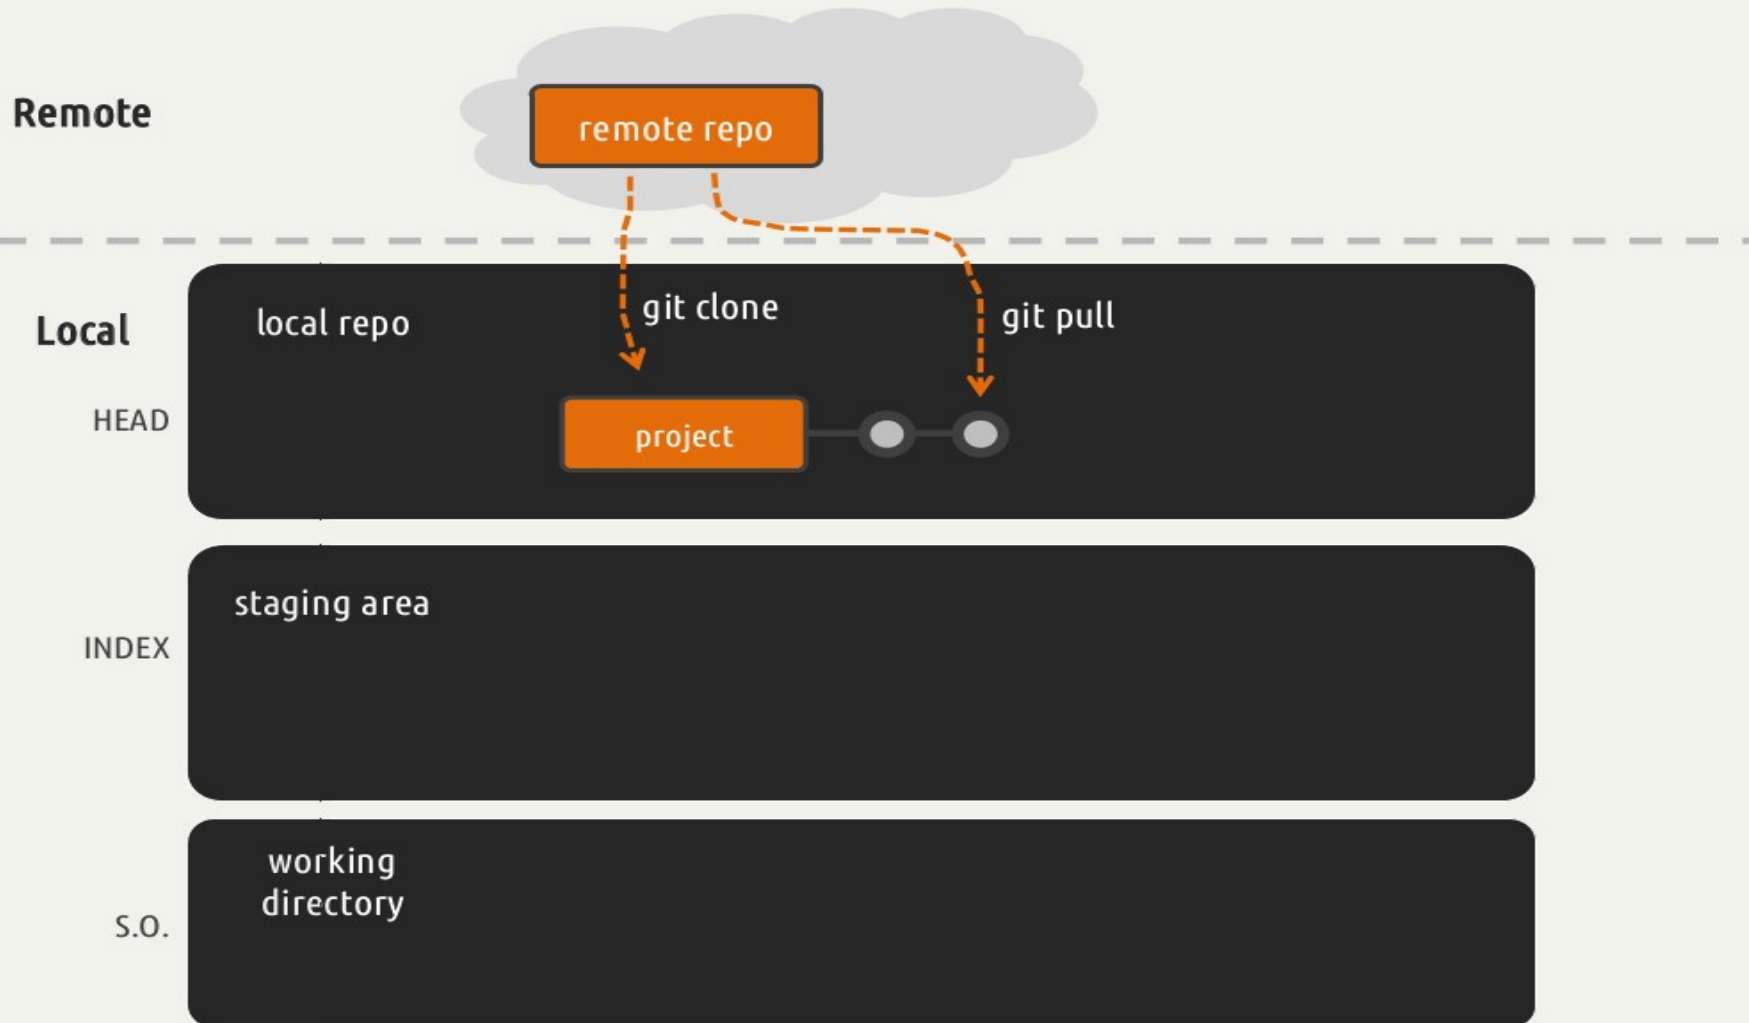 Remote
remote repo
Local
local repo
git clone
git pull
HEAD
project
staging area
INDEX
working
directory
S.O.